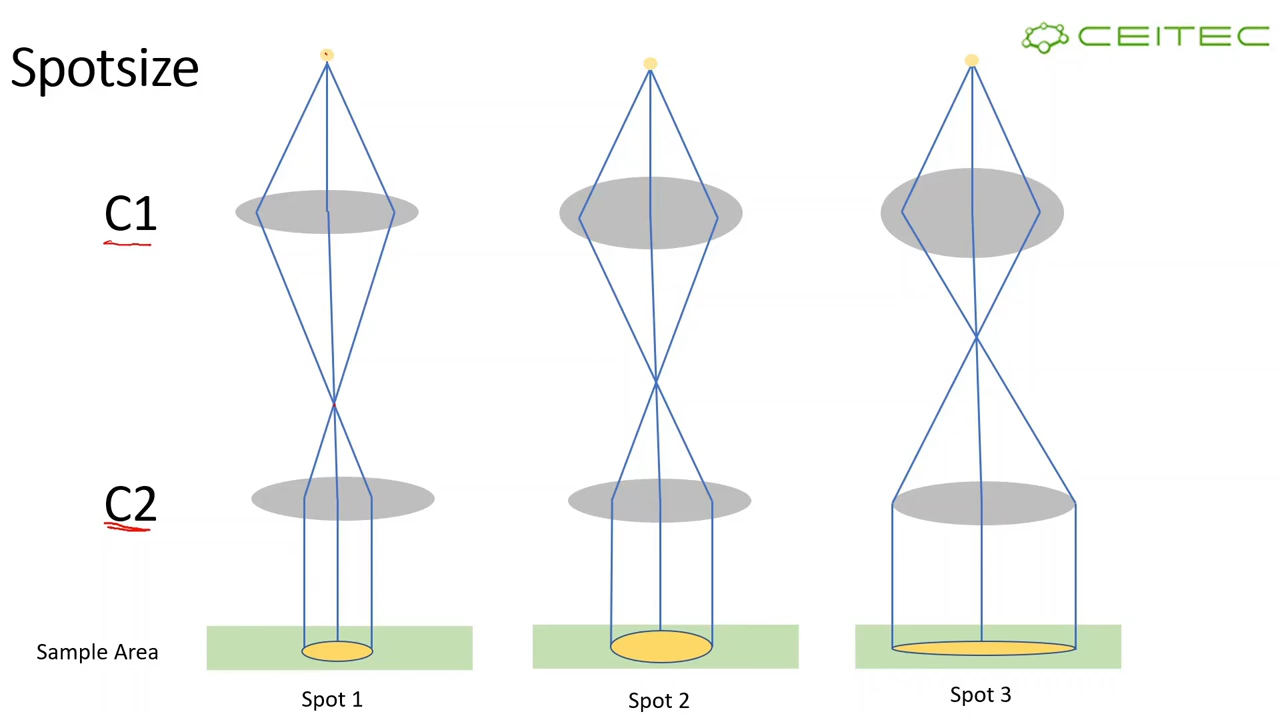 Spotsize
CEITEC
C1
C2
Sample Area
Spot 1
Spot 2
Spot 3